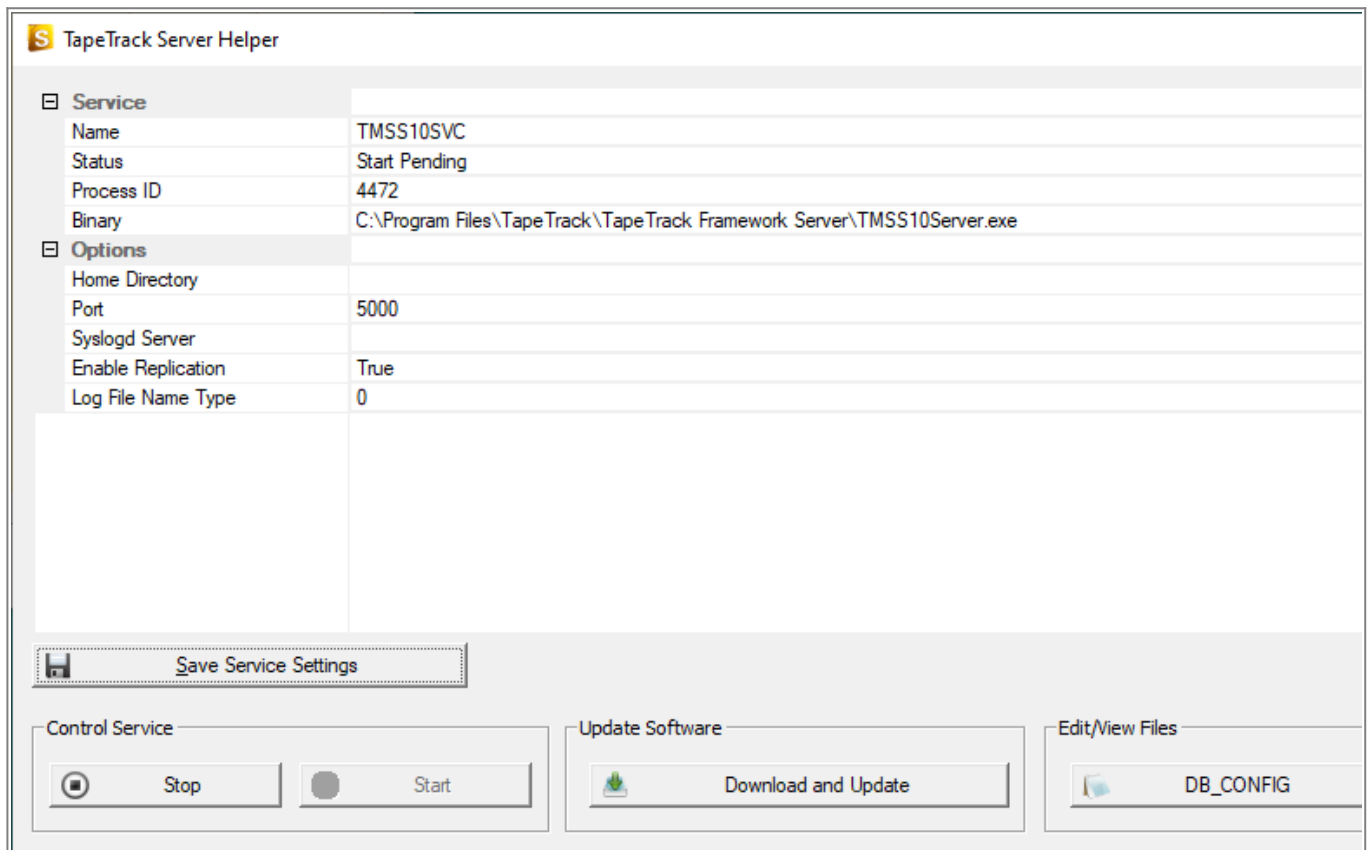 TapeTrack Server Helper
Service
Name TMSS10SVC
Status Start Pending
Process ID 4472
Binary C:\Program Files\TapeTrack\TapeTrack Framework Server\TMSS10Server.exe
Options
Home Directory
Port 5000
Syslogd Server
Enable Replication True
Log File Name Type 0
Save Service Settings
Control Service Update Software Edit/View Files
Stop Start Download and Update DB_CONFIG